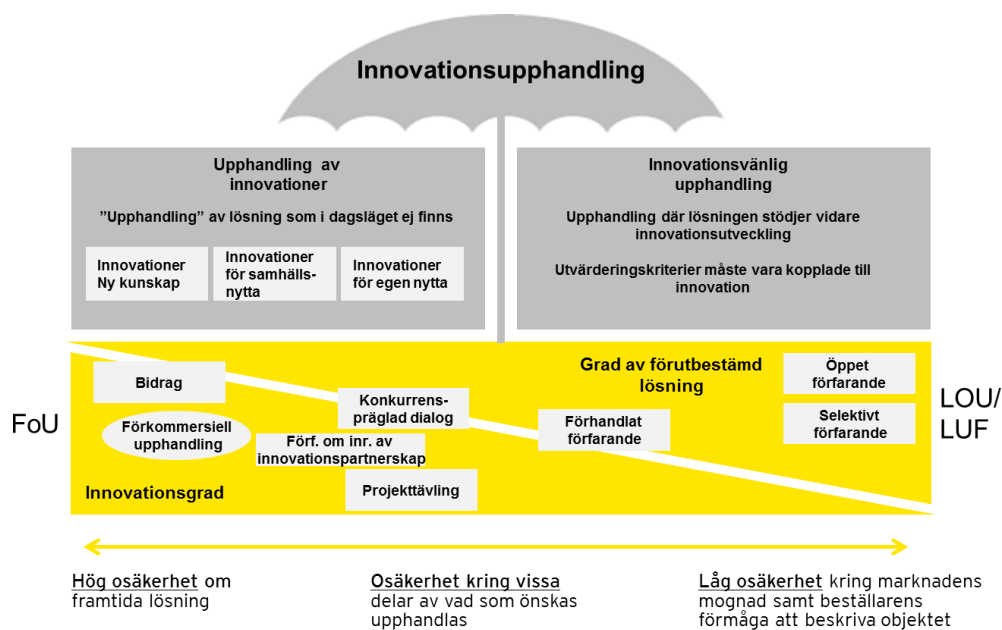 Innovationsupphandling
Upphandling av
innovationer
”Upphandling” av lösning som i dagsläget ej finns
Innovationer
Ny kunskap
Innovationer
för samhälls-
nytta
Innovationer
för egen nytta
Innovationsvänlig
upphandling
Upphandling där lösningen stödjer vidare
innovationsutveckling
Utvärderingskriterier måste vara kopplade till
innovation
FoU
Bidrag
Förkommersiell
upphandling
Innovationsgrad
Konkurrens-
präglad dialog
Förf. om inr. av
innovationspartnerskap
Projekttävling
Grad av förutbestämd
lösning
Förhandlat
förfarande
Öppet
förfarande
Selektivt
förfarande
LOU/
LUF
Hög osäkerhet om
framtida lösning
Osäkerhet kring vissa
delar av vad som önskas
upphandlas
Låg osäkerhet kring marknadens
mognad samt beställarens
förmåga att beskriva objektet